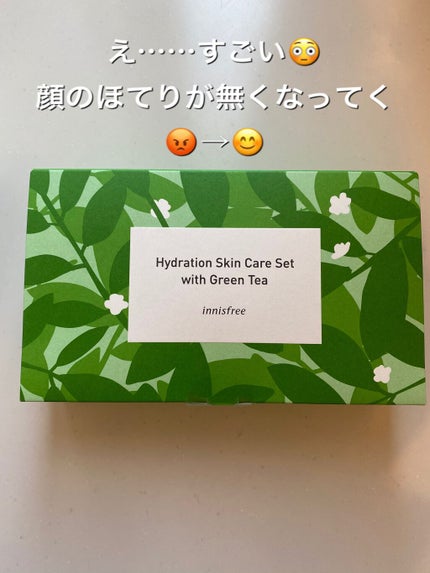 え……すごい😳
顔のほてりが無くなってく
😡→😊
Hydration Skin Care Set
with Green Tea
innisfree